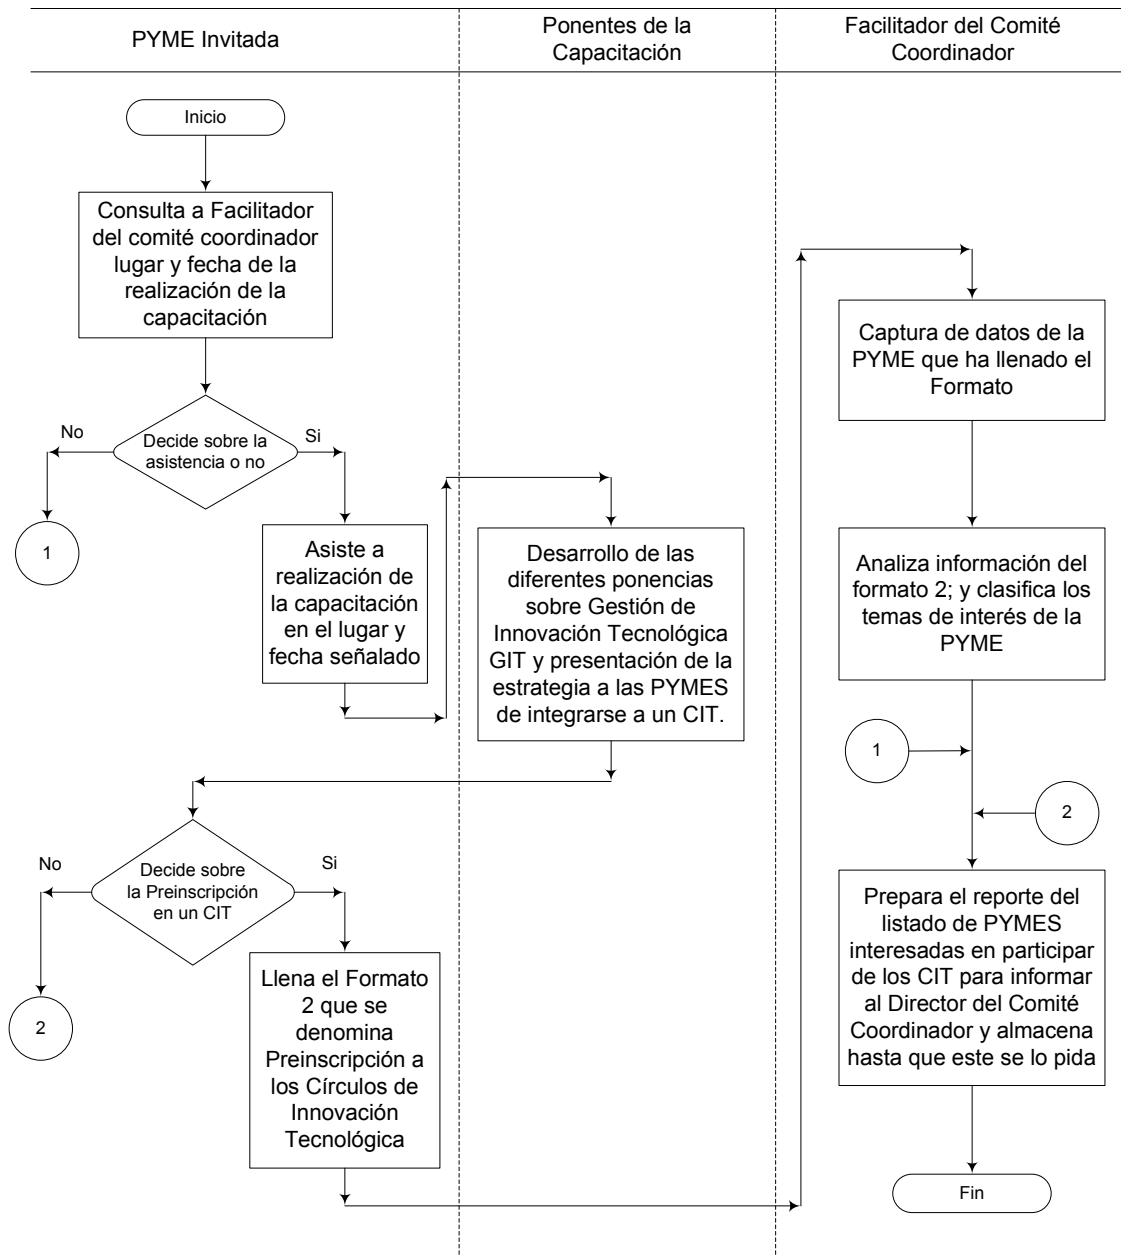 PYME Invitada
Ponentes de la
Capacitación
Facilitador del Comité
Coordinador
Inicio
Consulta a Facilitador
del comité coordinador
lugar y fecha de la
realización de la
capacitación
Decide sobre la
asistencia o no
No
Si
1
Asiste a
realización de
la capacitación
en el lugar y
fecha señalado
Desarrollo de las
diferentes ponencias
sobre Gestión de
Innovación Tecnológica
GIT y presentación de la
estrategia a las PYMES
de integrarse a un CIT.
Decide sobre
la Preinscripción
en un CIT
No
Si
2
Llena el Formato
2 que se
denomina
Preinscripción a
los Círculos de
Innovación
Tecnológica
Captura de datos de la
PYME que ha llenado el
Formato
Analiza información del
formato 2; y clasifica los
temas de interés de la
PYME
1
2
Prepara el reporte del
listado de PYMES
interesadas en participar
de los CIT para informar
al Director del Comité
Coordinador y almacena
hasta que este se lo pida
Fin